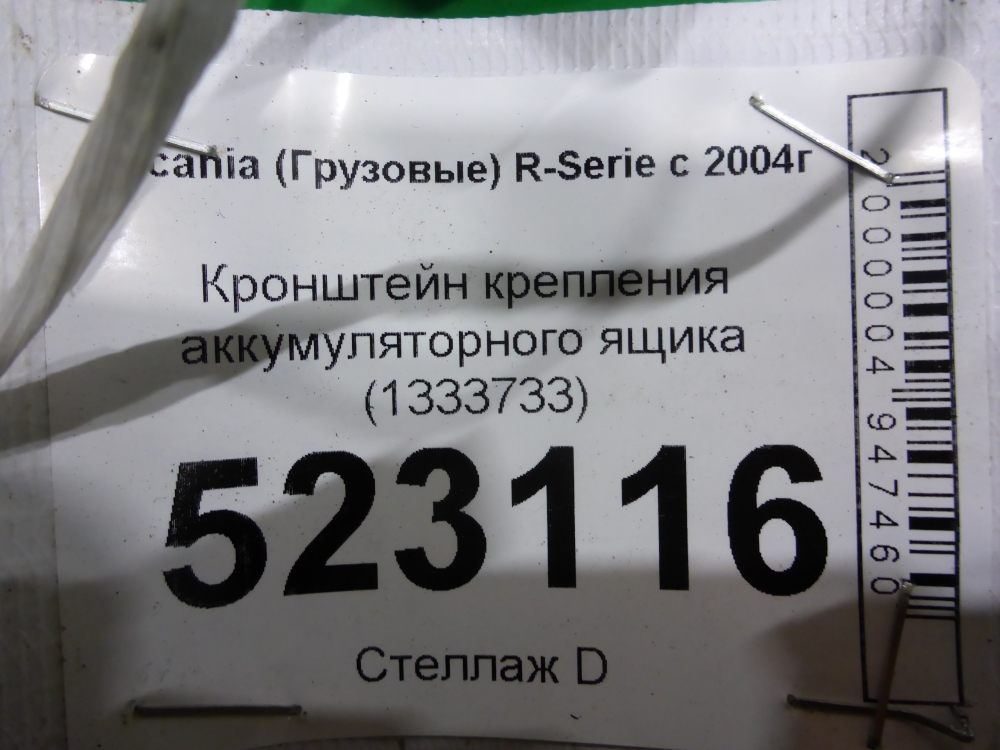 cania (Грузовые) R-Serie с 2004г
Кронштейн крепления
аккумуляторного ящика
(1333733)
523116
Стеллаж D
2000004947460